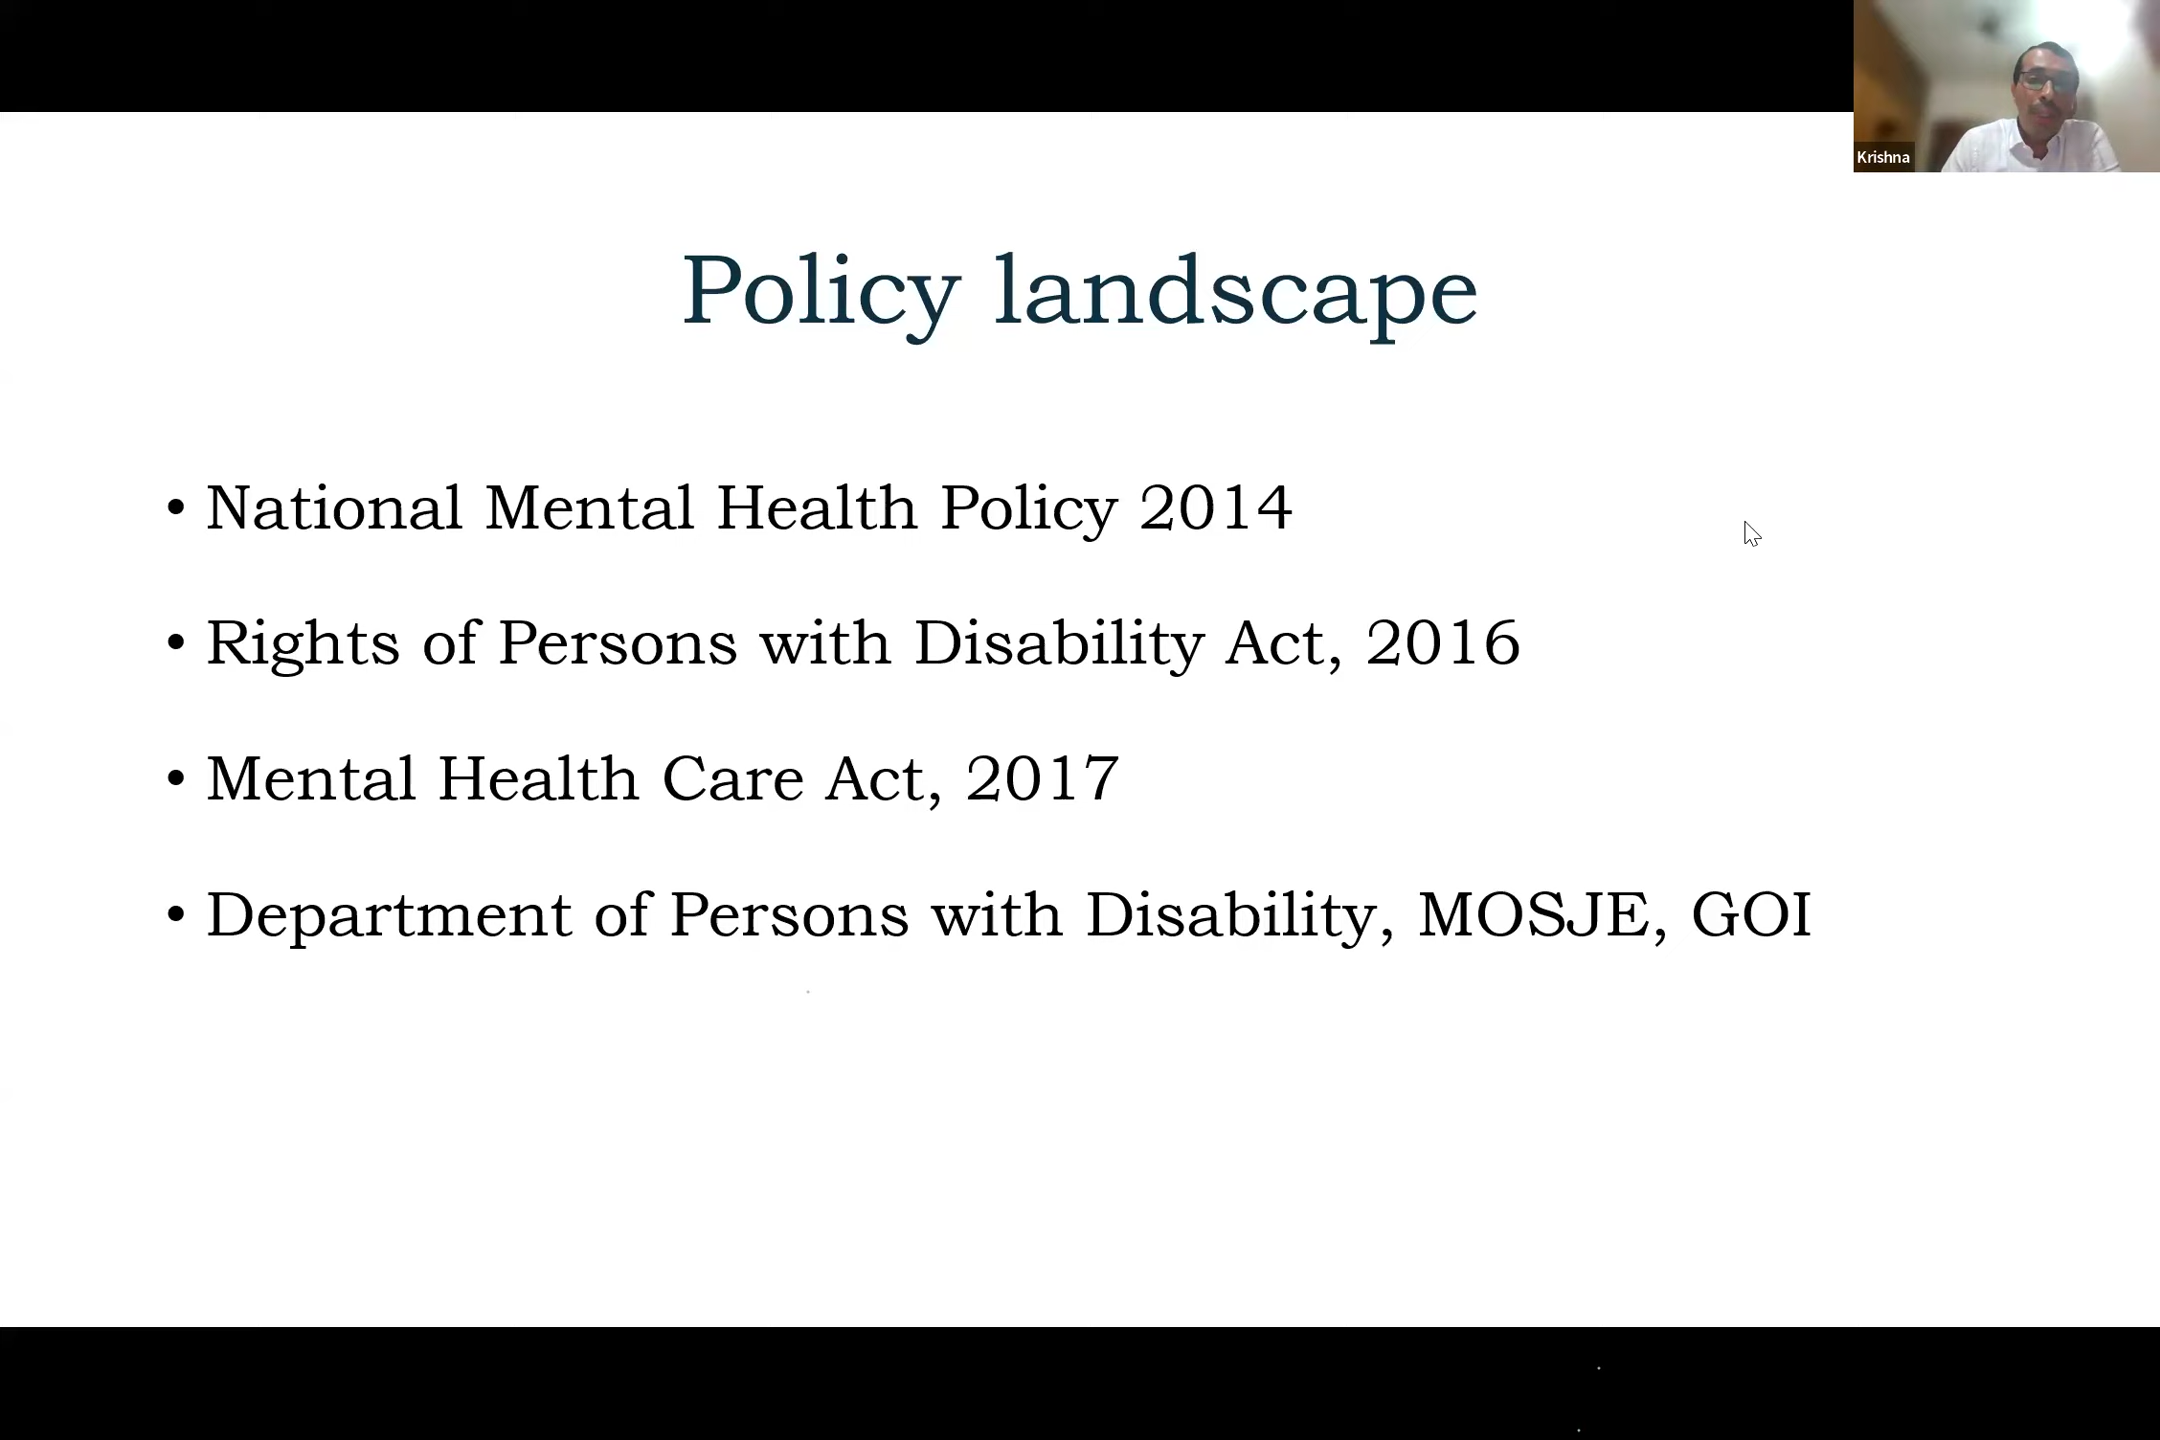 Krishna
Policy landscape
• National Mental Health Policy 2014
• Rights of Persons with Disability Act, 2016
• Mental Health Care Act, 2017
• Department of Persons with Disability, MOSJE, GOI